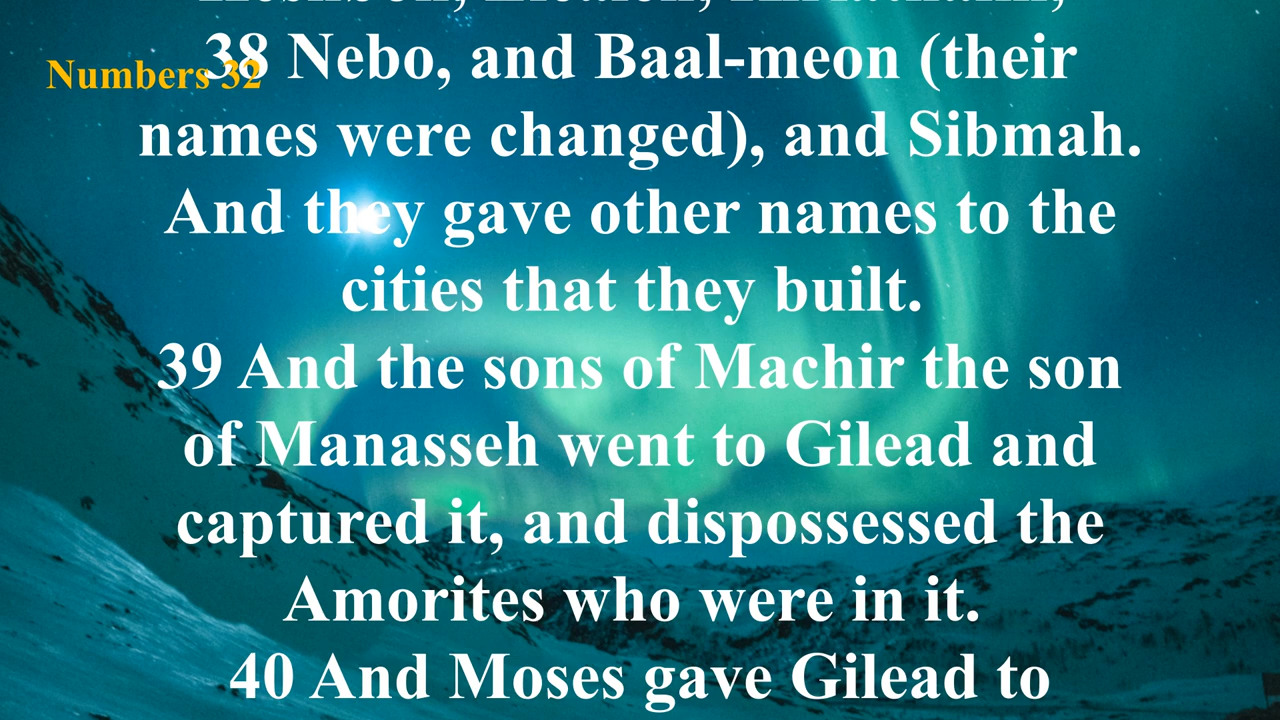 Numbers 32
38 Nebo, and Baal-meon (their
names were changed), and Sibmah.
And they gave other names to the
cities that they built.
39 And the sons of Machir the son
of Manasseh went to Gilead and
captured it, and dispossessed the
Amorites who were in it.
40 And Moses gave Gilead to